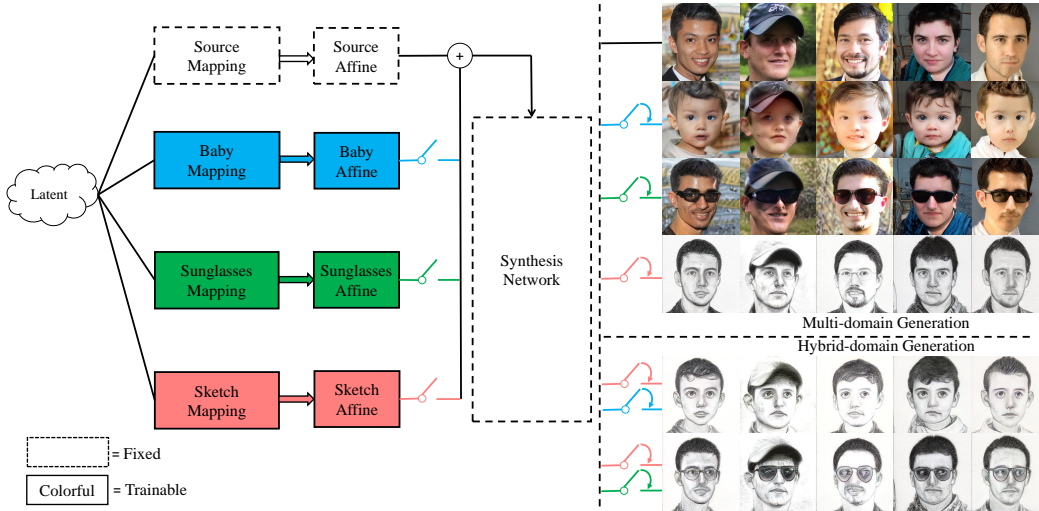 Source
Mapping
Source
Affine
+
Baby
Mapping
Baby
Affine
Latent
Sunglasses
Mapping
Sunglasses
Affine
Synthesis
Network
Sketch
Mapping
Sketch
Affine
= Fixed
Colorful
= Trainable
Multi-domain Generation
Hybrid-domain Generation